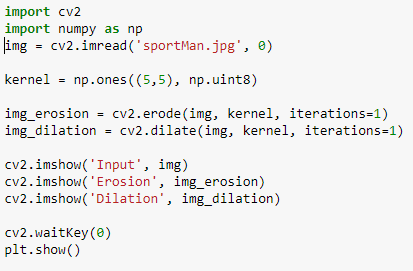 import cv2
import numpy as np
img = cv2.imread('sportMan.jpg', 0)
kernel = np.ones((5,5), np.uint8)
img_erosion = cv2.erode(img, kernel, iterations=1)
img_dilation = cv2.dilate(img, kernel, iterations=1)
cv2.imshow('Input', img)
cv2.imshow('Erosion', img_erosion)
cv2.imshow('Dilation', img_dilation)
cv2.waitKey(0)
plt.show()